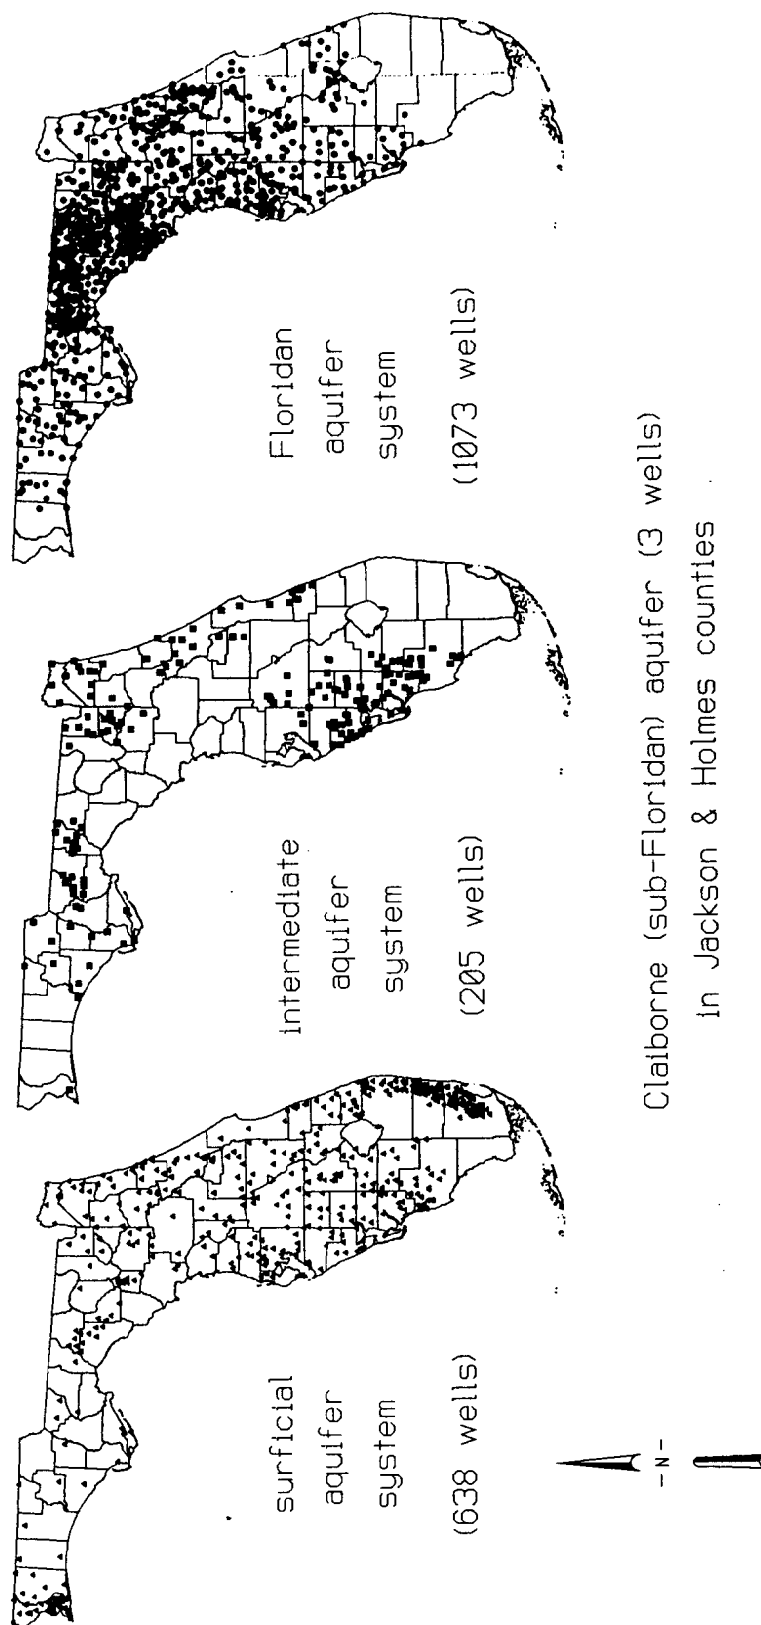 surficial
aquifer
system
(638 wells)
intermediate
aquifer
system
(205 wells)
Floridan
aquifer
system
(1073 wells)
Claiborne (sub-Floridan) aquifer (3 wells)
in Jackson & Holmes counties
-N-